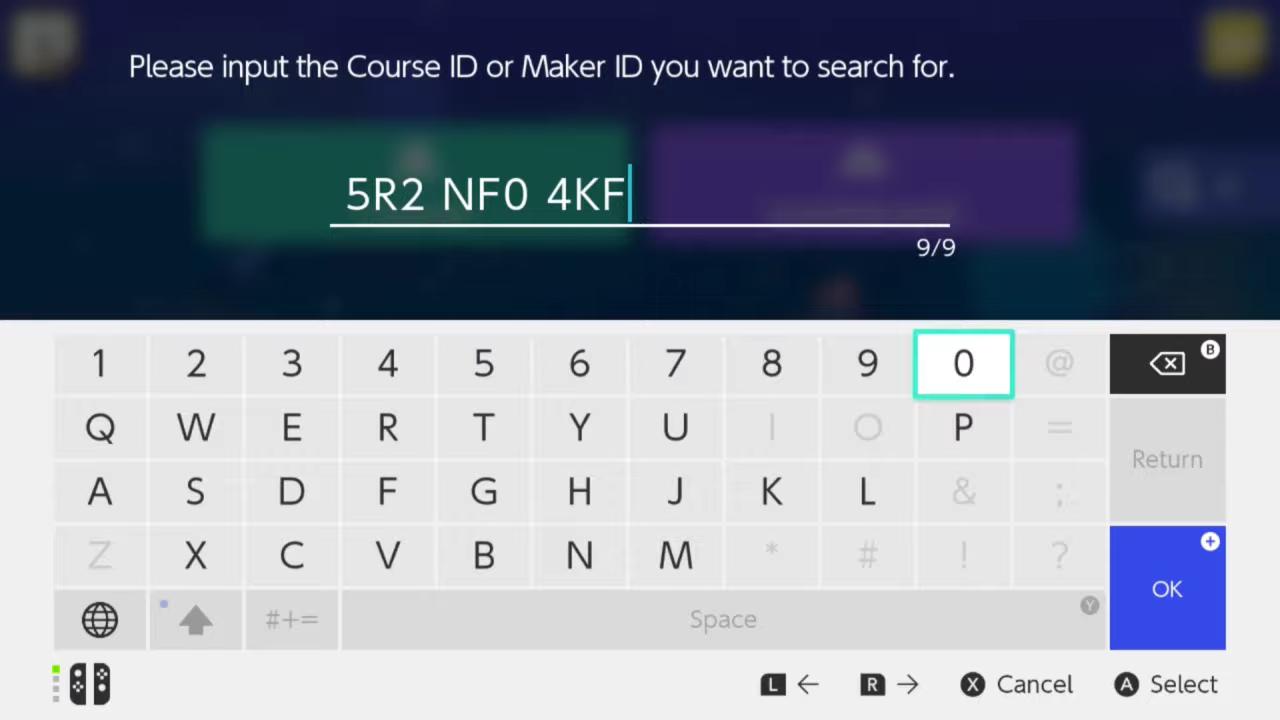 Please input the Course ID or Maker ID you want to search for.
5R2 NF0 4KF
9/9
1 2 3 4 5 6 7 8 9 0 @ B
Q W E R T Y U I O P = Return
A S D F G H J K L & ;
Z X C V B N M * # ! ? + OK
#+= Space Y
L ← R → X Cancel A Select